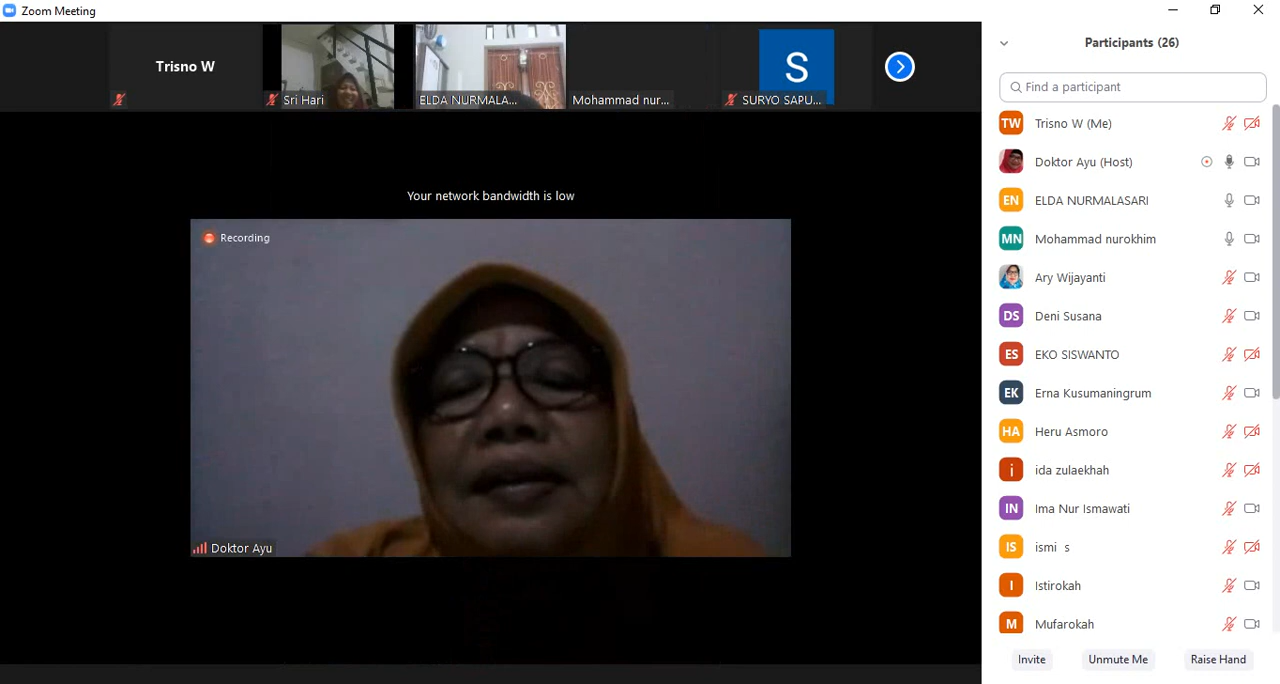 Zoom Meeting
Trisno W
Sri Hari
ELDA NURMALA...
Mohammad nur...
S
SURYO SAPU...
Your network bandwidth is low
Recording
Doktor Ayu
Participants (26)
Find a participant
TW Trisno W (Me)
Doktor Ayu (Host)
EN ELDA NURMALASARI
MN Mohammad nurokhim
Ary Wijayanti
DS Deni Susana
ES EKO SISWANTO
EK Erna Kusumaningrum
HA Heru Asmoro
i ida zulaekhah
IN Ima Nur Ismawati
IS ismi s
I Istirokah
M Mufarokah
Invite
Unmute Me
Raise Hand